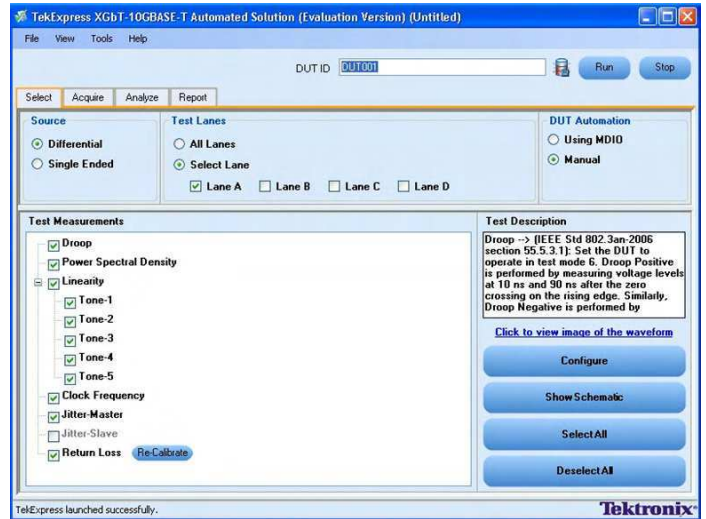 TekExpress XGbT-10GBASE-T Automated Solution (Evaluation Version) (Untitled)
File View Tools Help
DUT ID DUT001 Run Stop
Select Acquire Analyze Report
Source Test Lanes DUT Automation
Differential All Lanes Using MDIO
Single Ended Select Lane Manual
Lane A Lane B Lane C Lane D
Test Measurements Test Description
Droop
Power Spectral Density
Linearity
Tone-1
Tone-2
Tone-3
Tone-4
Tone-5
Clock Frequency
Jitter-Master
Jitter-Slave
Return Loss Re-Calibrate
Droop --> (IEEE Std 802.3an-2006
section 55.5.3.1): Set the DUT to
operate in test mode 6. Droop Positive
is performed by measuring voltage levels
at 10 ns and 90 ns after the zero
crossing on the rising edge. Similarly,
Droop Negative is performed by
Click to view image of the waveform
Configure
Show Schematic
Select All
Deselect All
TekExpress launched successfully. Tektronix